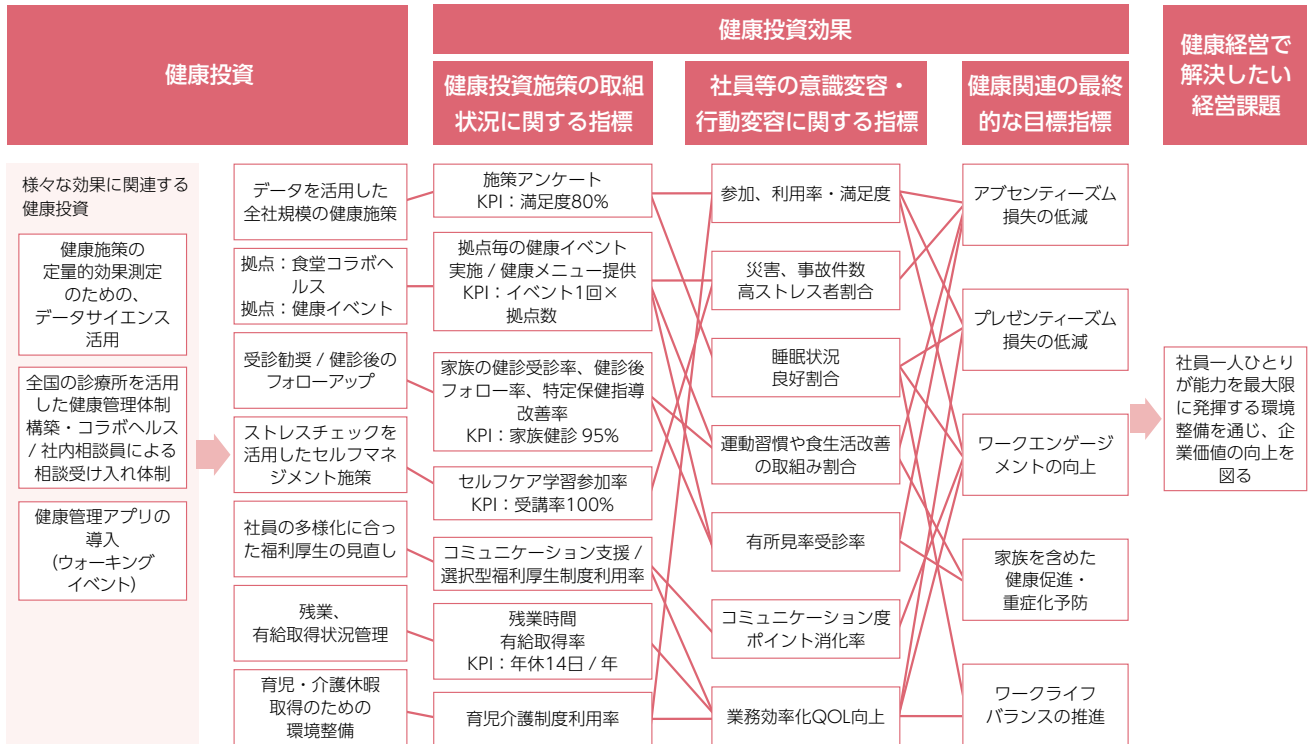 健康投資
健康投資効果
健康経営で
解決したい
経営課題
健康投資施策の取組
状況に関する指標
社員等の意識変容・
行動変容に関する指標
健康関連の最終
的な目標指標
様々な効果に関連する
健康投資
健康施策の
定量的効果測定
のための、
データサイエンス
活用
全国の診療所を活用
した健康管理体制
構築・コラボヘルス
/ 社内相談員による
相談受け入れ体制
健康管理アプリの
導入
(ウォーキング
イベント)
データを活用した
全社規模の健康施策
拠点：食堂コラボヘ
ルス
拠点：健康イベント
受診勧奨 / 健診後の
フォローアップ
ストレスチェックを
活用したセルフマネ
ジメント施策
社員の多様化に合っ
た福利厚生の見直し
残業、
有給取得状況管理
育児・介護休暇
取得のための
環境整備
施策アンケート
KPI：満足度80%
拠点毎の健康イベント
実施 / 健康メニュー提供
KPI：イベント1回×
拠点数
家族の健診受診率、健診後
フォロー率、特定保健指導
改善率
KPI：家族健診 95%
セルフケア学習参加率
KPI：受講率100%
コミュニケーション支援 /
選択型福利厚生制度利用率
残業時間
有給取得率
KPI：年休14日 / 年
育児介護制度利用率
参加、利用率・満足度
災害、事故件数
高ストレス者割合
睡眠状況
良好割合
運動習慣や食生活改善
の取組み割合
有所見率受診率
コミュニケーション度
ポイント消化率
業務効率化QOL向上
アブセンティーズム
損失の低減
プレゼンティーズム
損失の低減
ワークエンゲージ
メントの向上
家族を含めた
健康促進・
重症化予防
ワークライフ
バランスの推進
社員一人ひとり
が能力を最大限
に発揮する環境
整備を通じ、企
業価値の向上を
図る